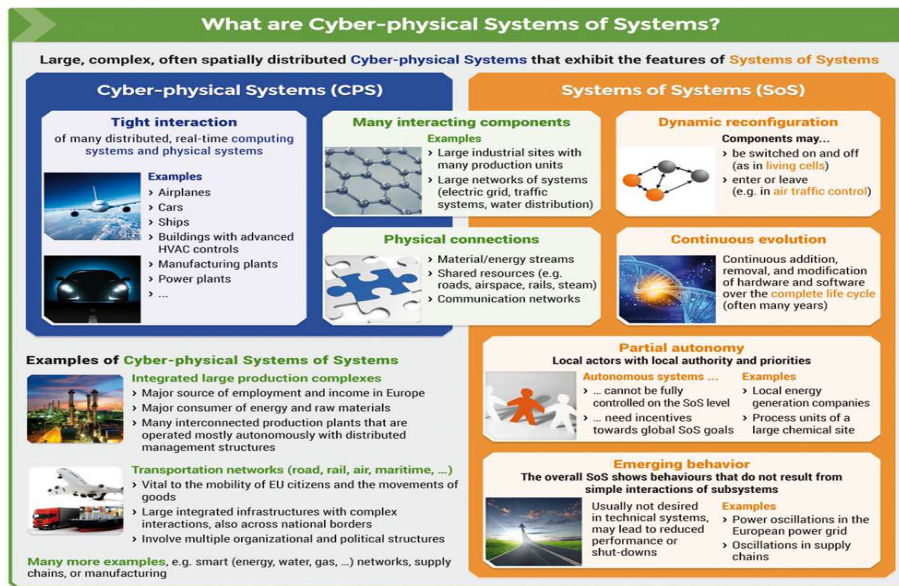 What are Cyber-physical Systems of Systems?
Large, complex, often spatially distributed Cyber-physical Systems that exhibit the features of Systems of Systems
Cyber-physical Systems (CPS)
Tight interaction
of many distributed, real-time computing
systems and physical systems
Examples
› Airplanes
› Cars
› Ships
› Buildings with advanced
HVAC controls
› Manufacturing plants
› Power plants
› ...
Many interacting components
Examples
› Large industrial sites with
many production units
› Large networks of systems
(electric grid, traffic
systems, water distribution)
Physical connections
› Material/energy streams
› Shared resources (e.g.
roads, airspace, rails, steam)
› Communication networks
Systems of Systems (SoS)
Dynamic reconfiguration
Components may...
› be switched on and off
(as in living cells)
› enter or leave
(e.g. in air traffic control)
Continuous evolution
Continuous addition,
removal, and modification
of hardware and software
over the complete life cycle
(often many years)
Partial autonomy
Local actors with local authority and priorities
Autonomous systems ...
› ... cannot be fully
controlled on the SoS level
› ... need incentives
towards global SoS goals
Examples
› Local energy
generation companies
› Process units of a
large chemical site
Emerging behavior
The overall SoS shows behaviours that do not result from
simple interactions of subsystems
Usually not desired
in technical systems,
may lead to reduced
performance or
shut-downs
Examples
› Power oscillations in the
European power grid
› Oscillations in supply
chains
Examples of Cyber-physical Systems of Systems
Integrated large production complexes
› Major source of employment and income in Europe
› Major consumer of energy and raw materials
› Many interconnected production plants that are
operated mostly autonomously with distributed
management structures
Transportation networks (road, rail, air, maritime, ...)
› Vital to the mobility of EU citizens and the movements of
goods
› Large integrated infrastructures with complex
interactions, also across national borders
› Involve multiple organizational and political structures
Many more examples, e.g. smart (energy, water, gas, ...) networks, supply
chains, or manufacturing